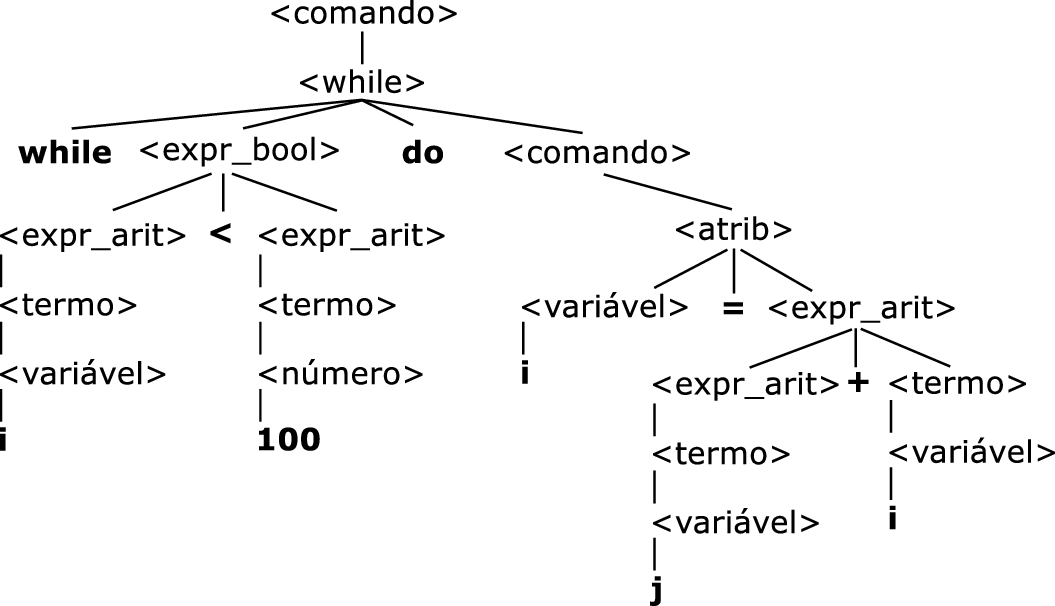 <comando>
<while>
while <expr_bool> do <comando>
<atrib>
<expr_arit> < <expr_arit>
<termo> <termo> <variável> = <expr_arit>
<variável> <número> i
<expr_arit> + <termo>
i 100
<termo> <variável>
<variável> i
j